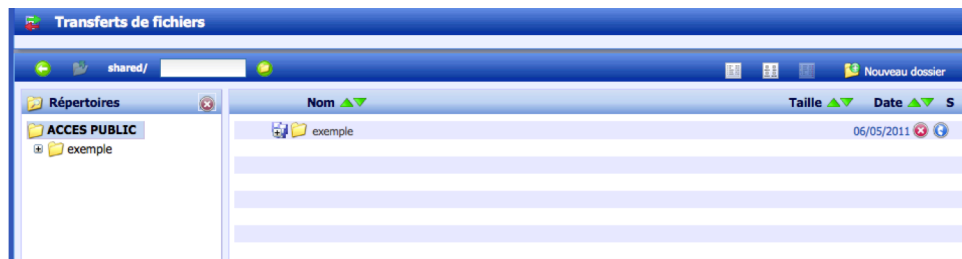 Transferts de fichiers
shared/
Nouveau dossier
Répertoires
Nom Taille Date S
ACCES PUBLIC
exemple
exemple 06/05/2011